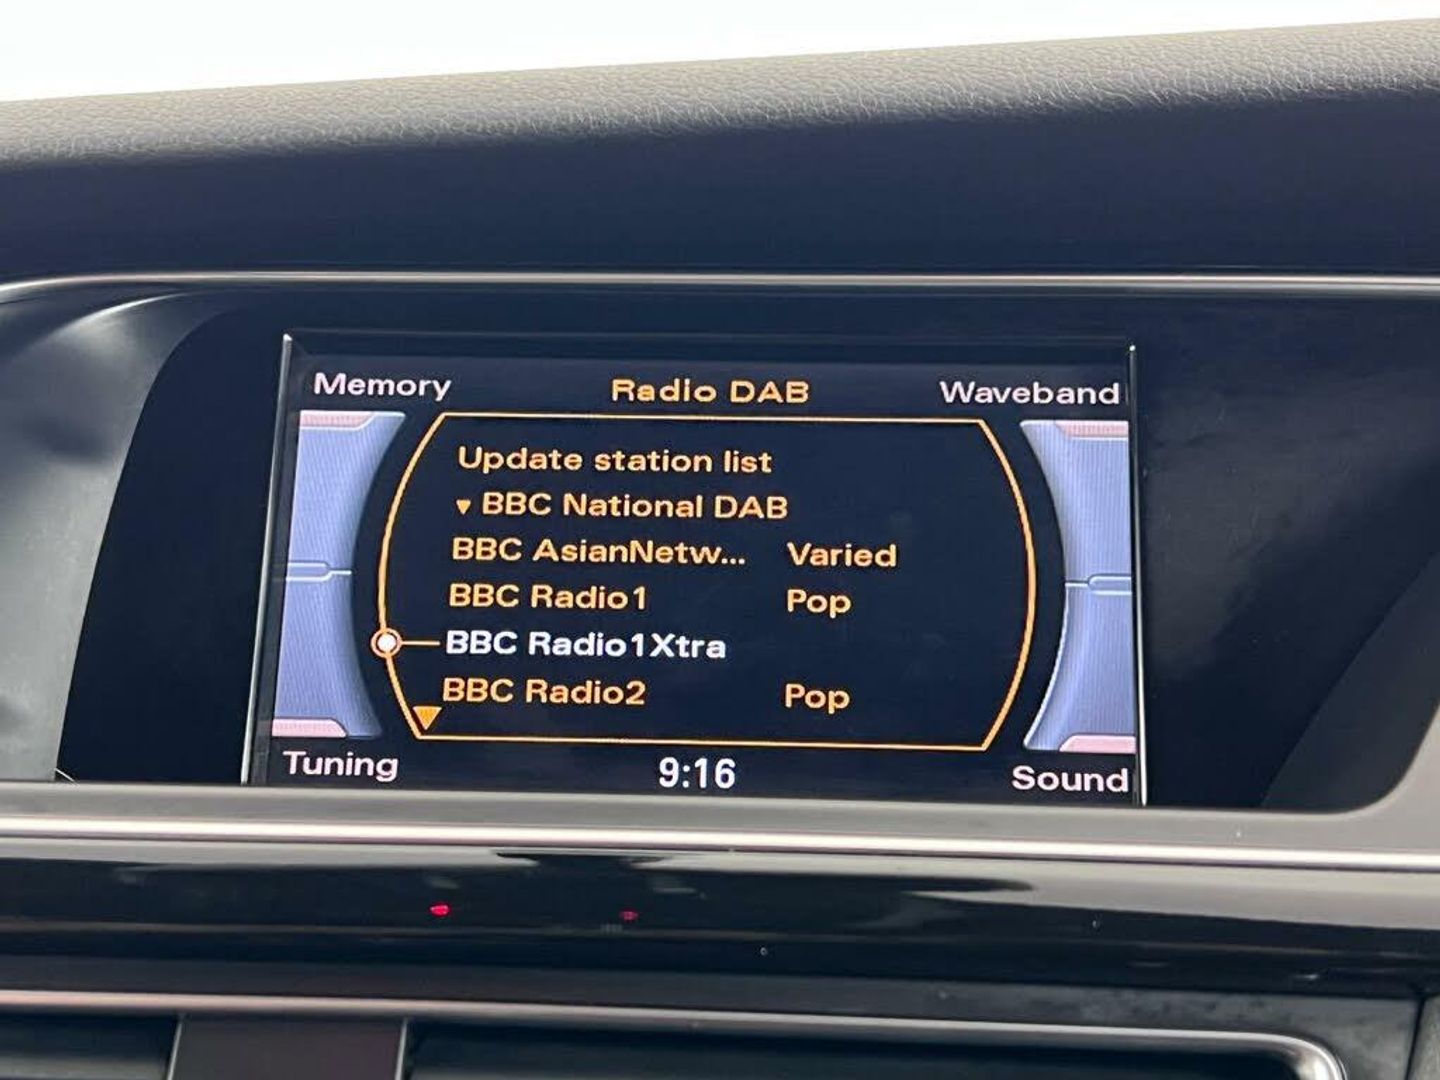 Memory Radio DAB Waveband
Update station list
BBC National DAB
BBC AsianNetw... Varied
BBC Radio1 Pop
BBC Radio1Xtra
BBC Radio2 Pop
Tuning 9:16 Sound